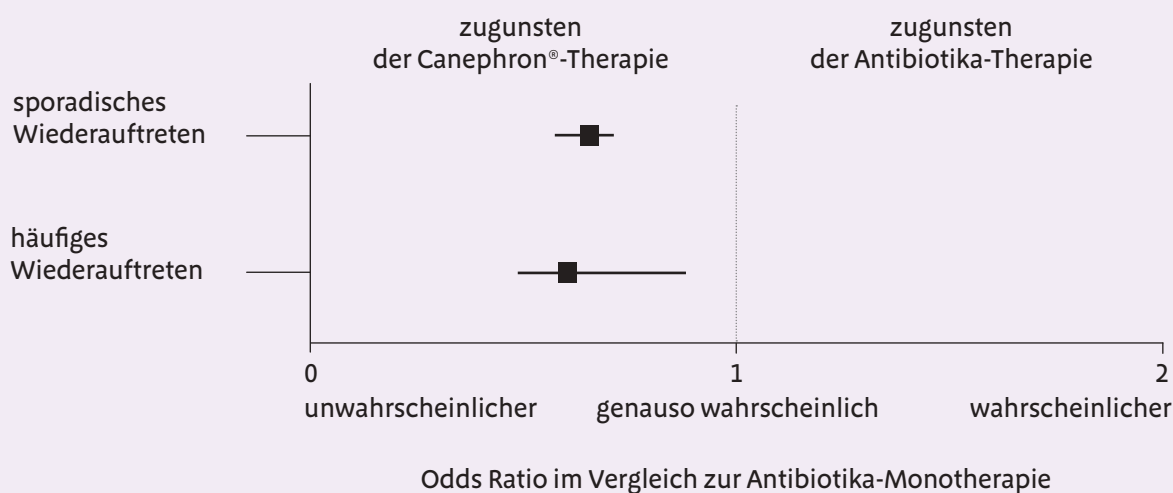 zugunsten
der Canephron®-Therapie
zugunsten
der Antibiotika-Therapie
sporadisches
Wiederauftreten
häufiges
Wiederauftreten
0
1
2
unwahrscheinlicher
genauso wahrscheinlich
wahrscheinlicher
Odds Ratio im Vergleich zur Antibiotika-Monotherapie